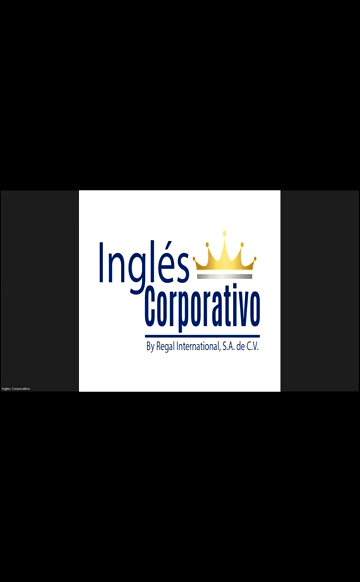 Inglés
Corporativo
By Regal International, S.A. de C.V.
Inglés Corporativo